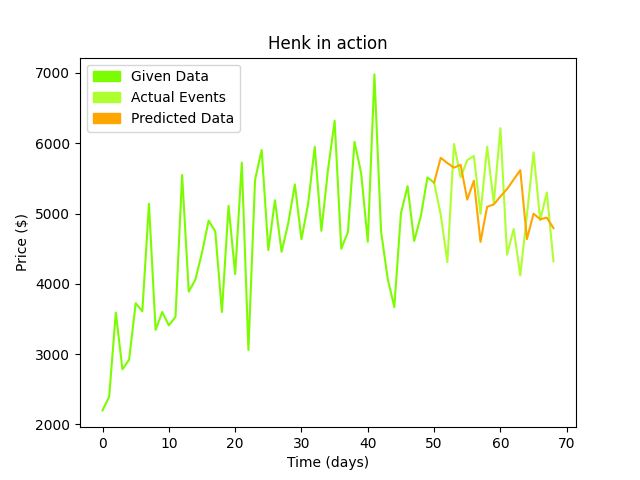 Henk in action
Given Data
Actual Events
Predicted Data
Price ($)
7000
6000
5000
4000
3000
2000
0 10 20 30 40 50 60 70
Time (days)